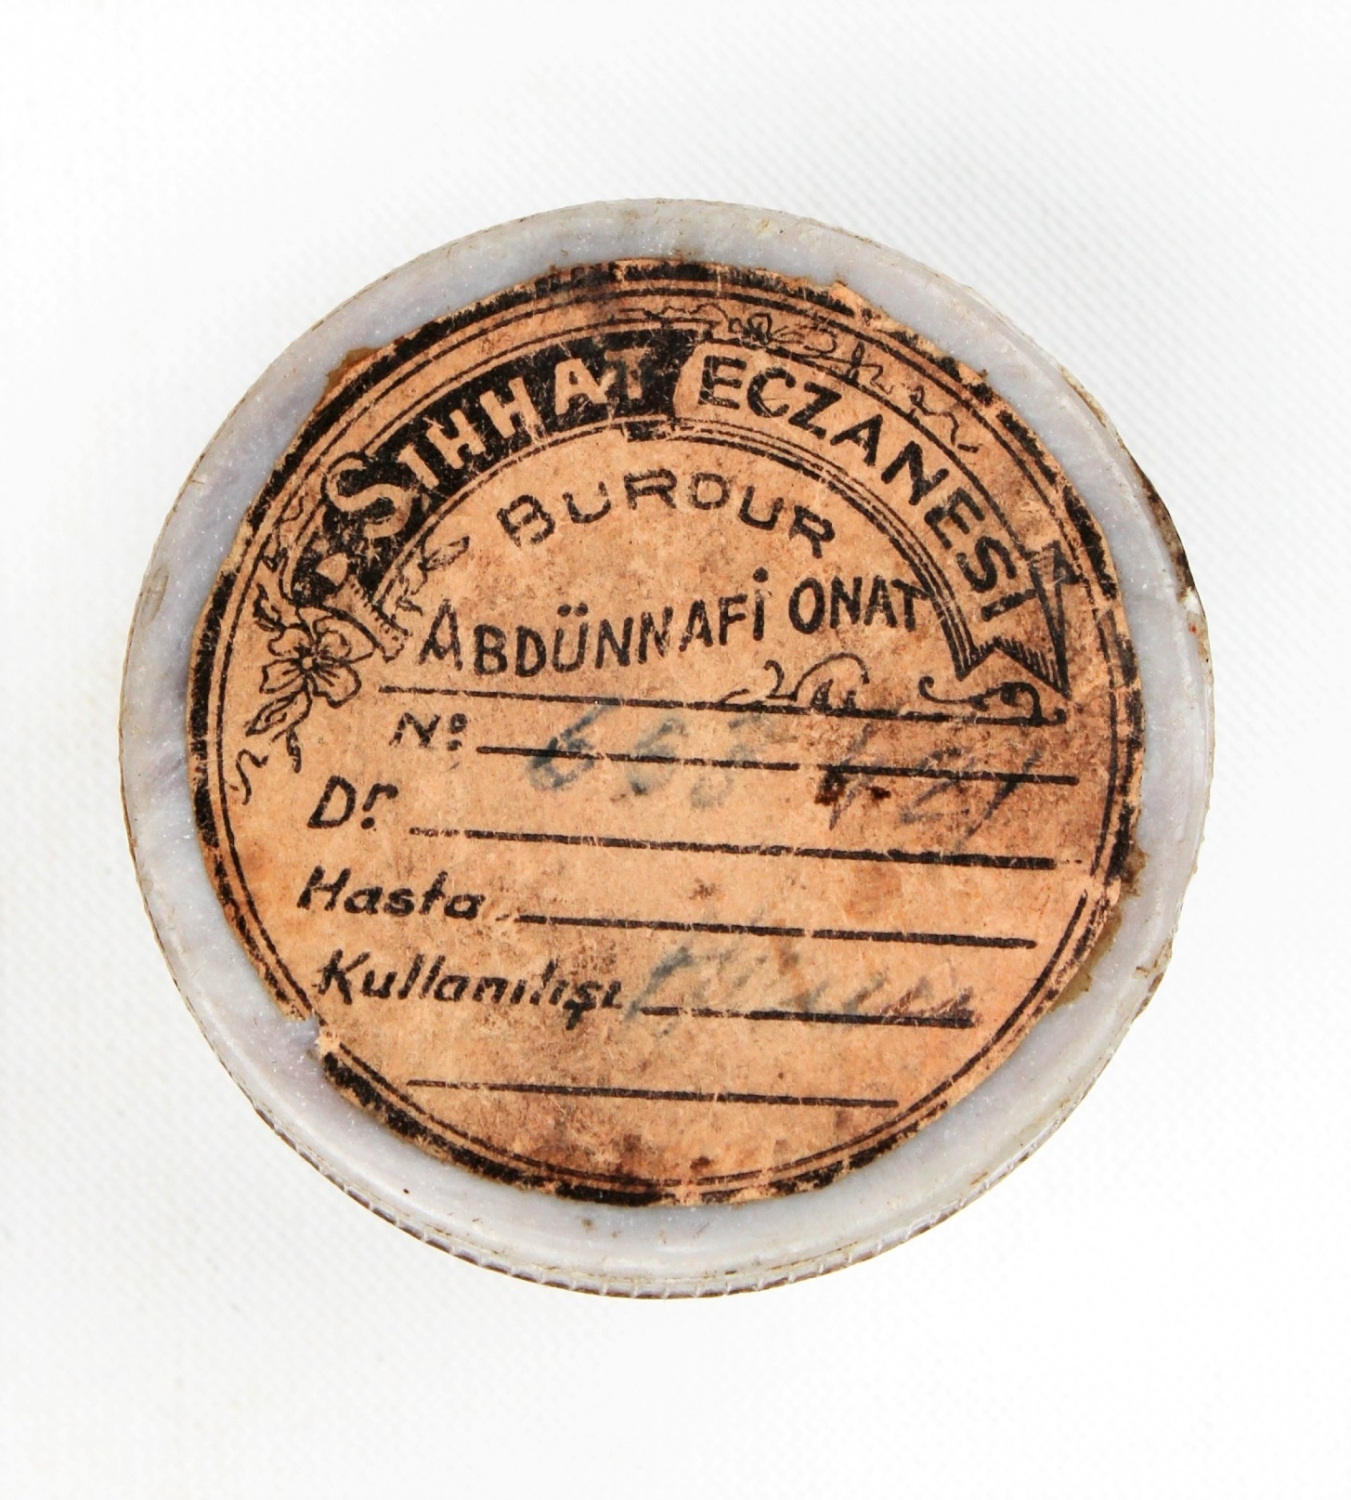 SIHHAT ECZANESİ
BURDUR
ABDÜNNAFİ ONAT
Nº
Dr.
Hasta
Kullanılışı